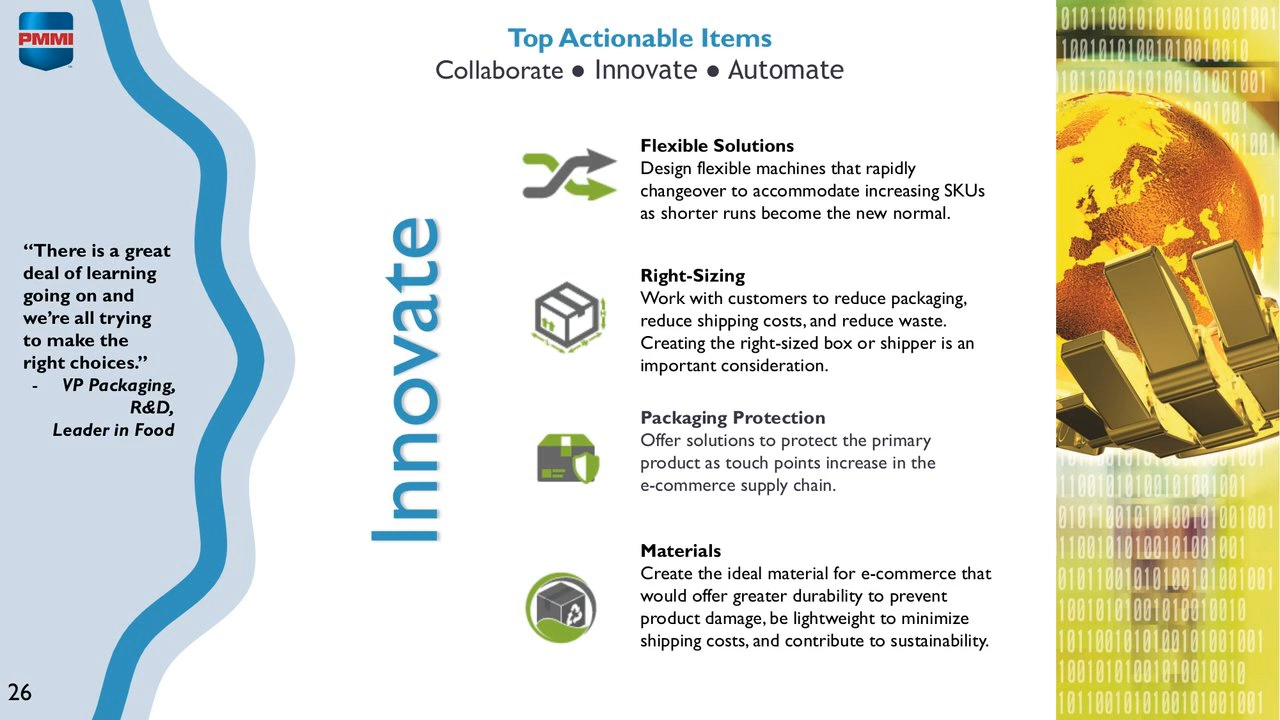 PMMI
Top Actionable Items
Collaborate ● Innovate ● Automate
“There is a great
deal of learning
going on and
we’re all trying
to make the
right choices.”
- VP Packaging,
R&D,
Leader in Food
Innovate
Flexible Solutions
Design flexible machines that rapidly
changeover to accommodate increasing SKUs
as shorter runs become the new normal.
Right-Sizing
Work with customers to reduce packaging,
reduce shipping costs, and reduce waste.
Creating the right-sized box or shipper is an
important consideration.
Packaging Protection
Offer solutions to protect the primary
product as touch points increase in the
e-commerce supply chain.
Materials
Create the ideal material for e-commerce that
would offer greater durability to prevent
product damage, be lightweight to minimize
shipping costs, and contribute to sustainability.
26